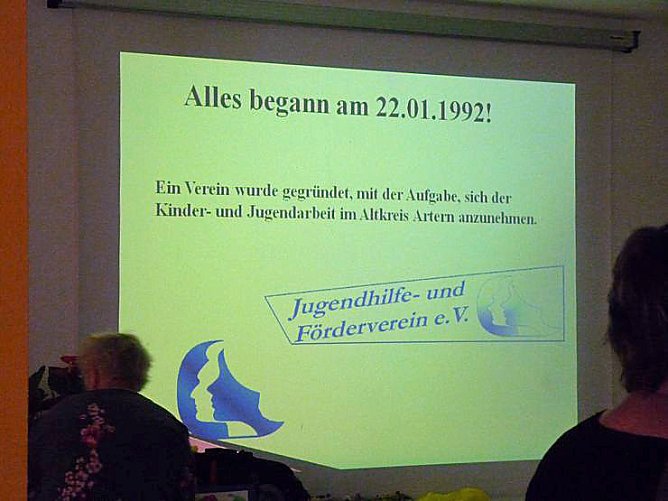 Alles begann am 22.01.1992!
Ein Verein wurde gegründet, mit der Aufgabe, sich der
Kinder- und Jugendarbeit im Altkreis Artern anzunehmen.
Jugendhilfe- und
Förderverein e.V.